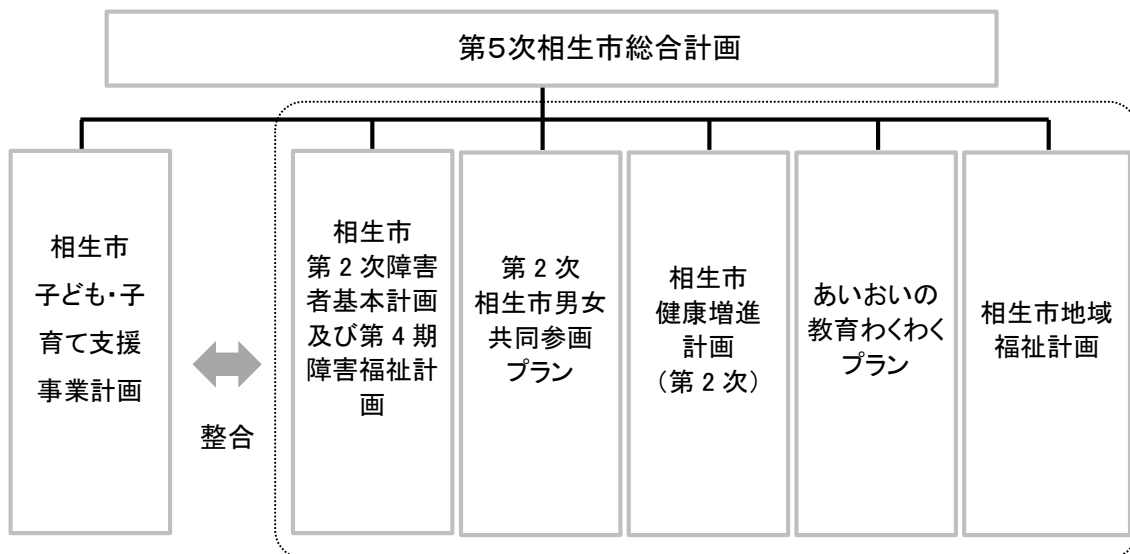 第5次相生市総合計画
相生市
子ども・子
育て支援
事業計画
整合
相生市
第2次障害
者基本計画
及び第4期
障害福祉計
画
第2次
相生市男女
共同参画
プラン
相生市
健康増進
計画
（第2次）
あいおいの
教育わくわく
プラン
相生市地域
福祉計画